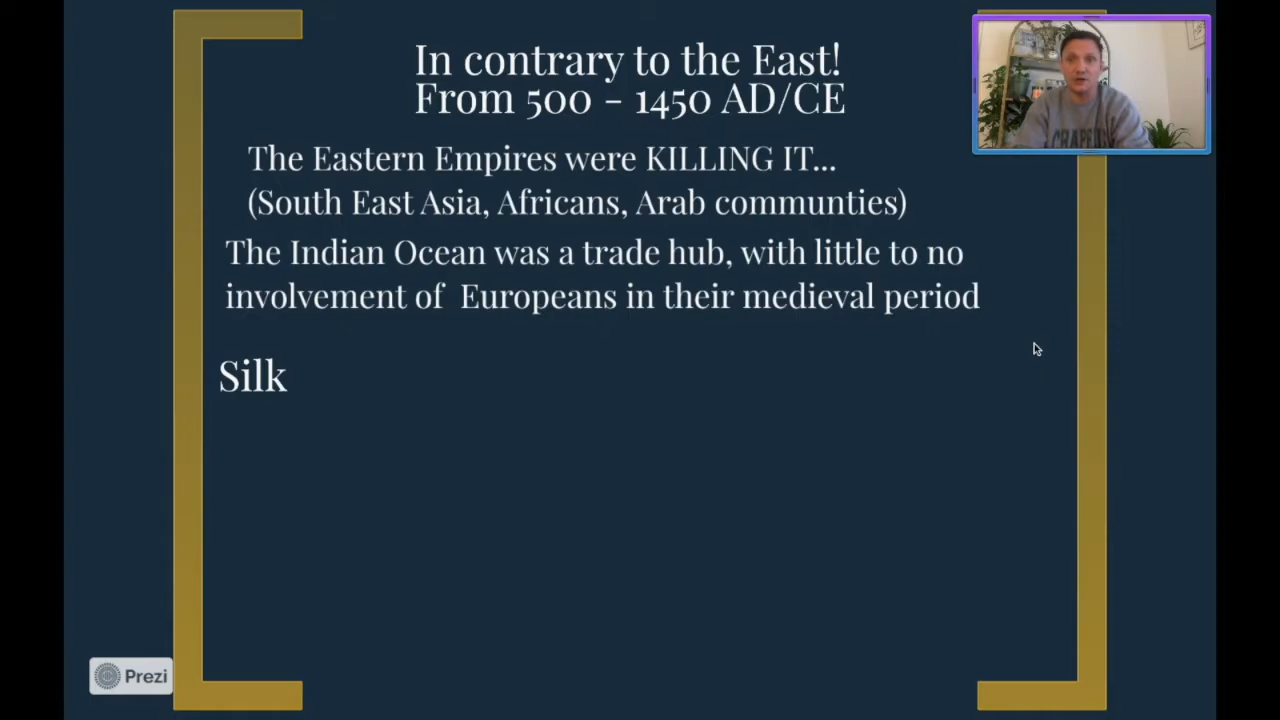 In contrary to the East!
From 500 - 1450 AD/CE
The Eastern Empires were KILLING IT...
(South East Asia, Africans, Arab communties)
The Indian Ocean was a trade hub, with little to no
involvement of Europeans in their medieval period
Silk
Prezi